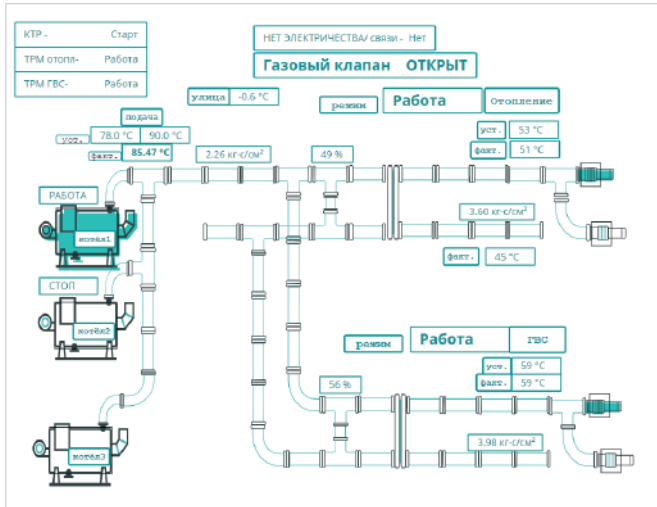 КТР - Старт
ТРМ отопл- Работа
ТРМ ГВС- Работа
НЕТ ЭЛЕКТРИЧЕСТВА/ связи - Нет
Газовый клапан ОТКРЫТ
улица -0.6 °C
режим Работа Отопление
подача
уст. 78.0 °C 90.0 °C
факт. 85.47 °C
2.26 кг·с/см²
49 %
уст. 53 °C
факт. 51 °C
РАБОТА
котёл1
3.60 кг·с/см²
факт. 45 °C
СТОП
котёл2
режим Работа ГВС
уст. 59 °C
факт. 59 °C
56 %
3.98 кг·с/см²
котёл3